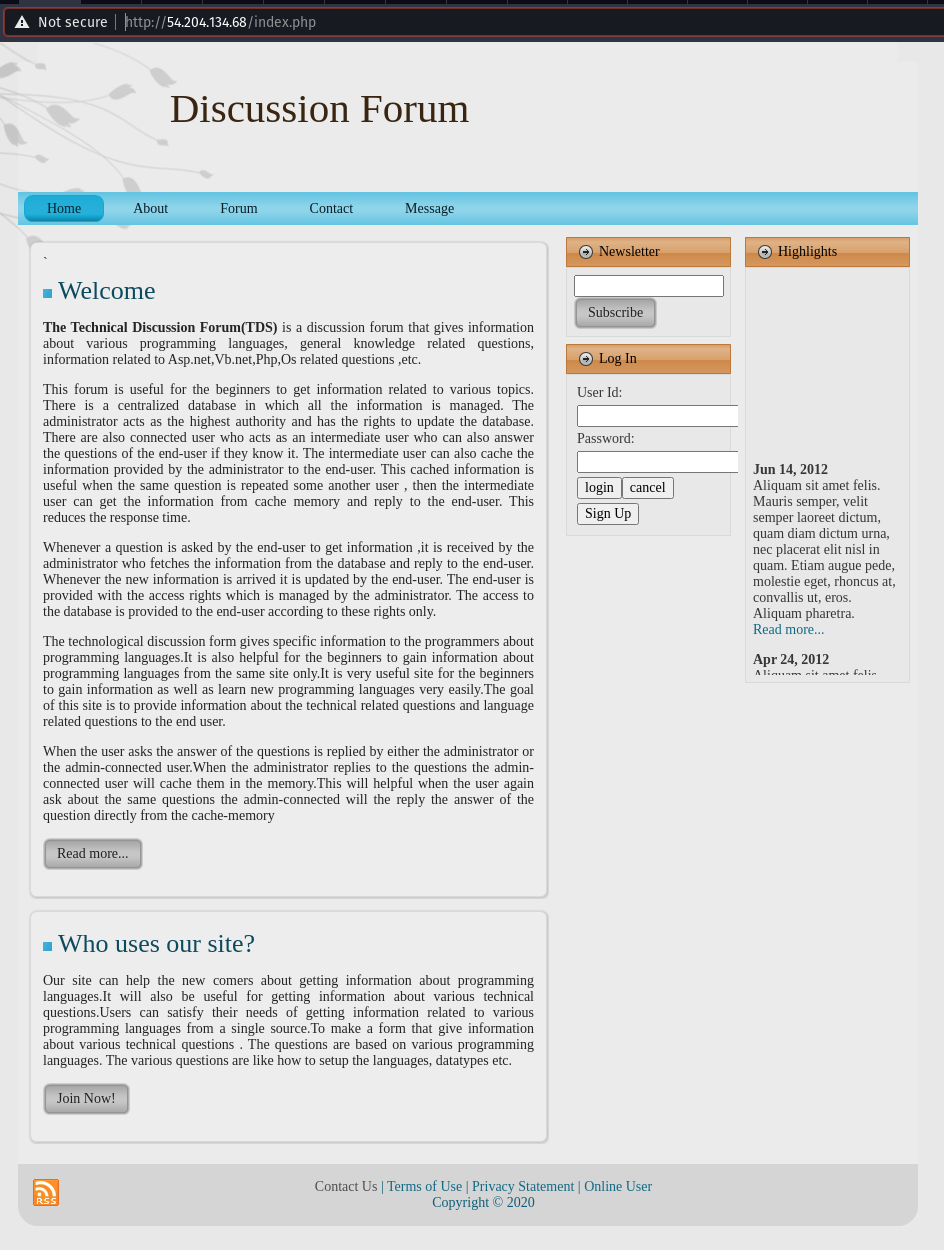 Not secure | http://54.204.134.68/index.php
Discussion Forum
Home About Forum Contact Message
`
Welcome
The Technical Discussion Forum(TDS) is a discussion forum that gives information
about various programming languages, general knowledge related questions,
information related to Asp.net,Vb.net,Php,Os related questions ,etc.
This forum is useful for the beginners to get information related to various topics.
There is a centralized database in which all the information is managed. The
administrator acts as the highest authority and has the rights to update the database.
There are also connected user who acts as an intermediate user who can also answer
the questions of the end-user if they know it. The intermediate user can also cache the
information provided by the administrator to the end-user. This cached information is
useful when the same question is repeated some another user , then the intermediate
user can get the information from cache memory and reply to the end-user. This
reduces the response time.
Whenever a question is asked by the end-user to get information ,it is received by the
administrator who fetches the information from the database and reply to the end-user.
Whenever the new information is arrived it is updated by the end-user. The end-user is
provided with the access rights which is managed by the administrator. The access to
the database is provided to the end-user according to these rights only.
The technological discussion form gives specific information to the programmers about
programming languages.It is also helpful for the beginners to gain information about
programming languages from the same site only.It is very useful site for the beginners
to gain information as well as learn new programming languages very easily.The goal
of this site is to provide information about the technical related questions and language
related questions to the end user.
When the user asks the answer of the questions is replied by either the administrator or
the admin-connected user.When the administrator replies to the questions the admin-
connected user will cache them in the memory.This will helpful when the user again
ask about the same questions the admin-connected will the reply the answer of the
question directly from the cache-memory
Read more...
Who uses our site?
Our site can help the new comers about getting information about programming
languages.It will also be useful for getting information about various technical
questions.Users can satisfy their needs of getting information related to various
programming languages from a single source.To make a form that give information
about various technical questions . The questions are based on various programming
languages. The various questions are like how to setup the languages, datatypes etc.
Join Now!
Newsletter
Subscribe
Log In
User Id:
Password:
login cancel
Sign Up
Highlights
Jun 14, 2012
Aliquam sit amet felis.
Mauris semper, velit
semper laoreet dictum,
quam diam dictum urna,
nec placerat elit nisl in
quam. Etiam augue pede,
molestie eget, rhoncus at,
convallis ut, eros.
Aliquam pharetra.
Read more...
Apr 24, 2012
Aliquam sit amet felis.
RSS
Contact Us | Terms of Use | Privacy Statement | Online User
Copyright © 2020